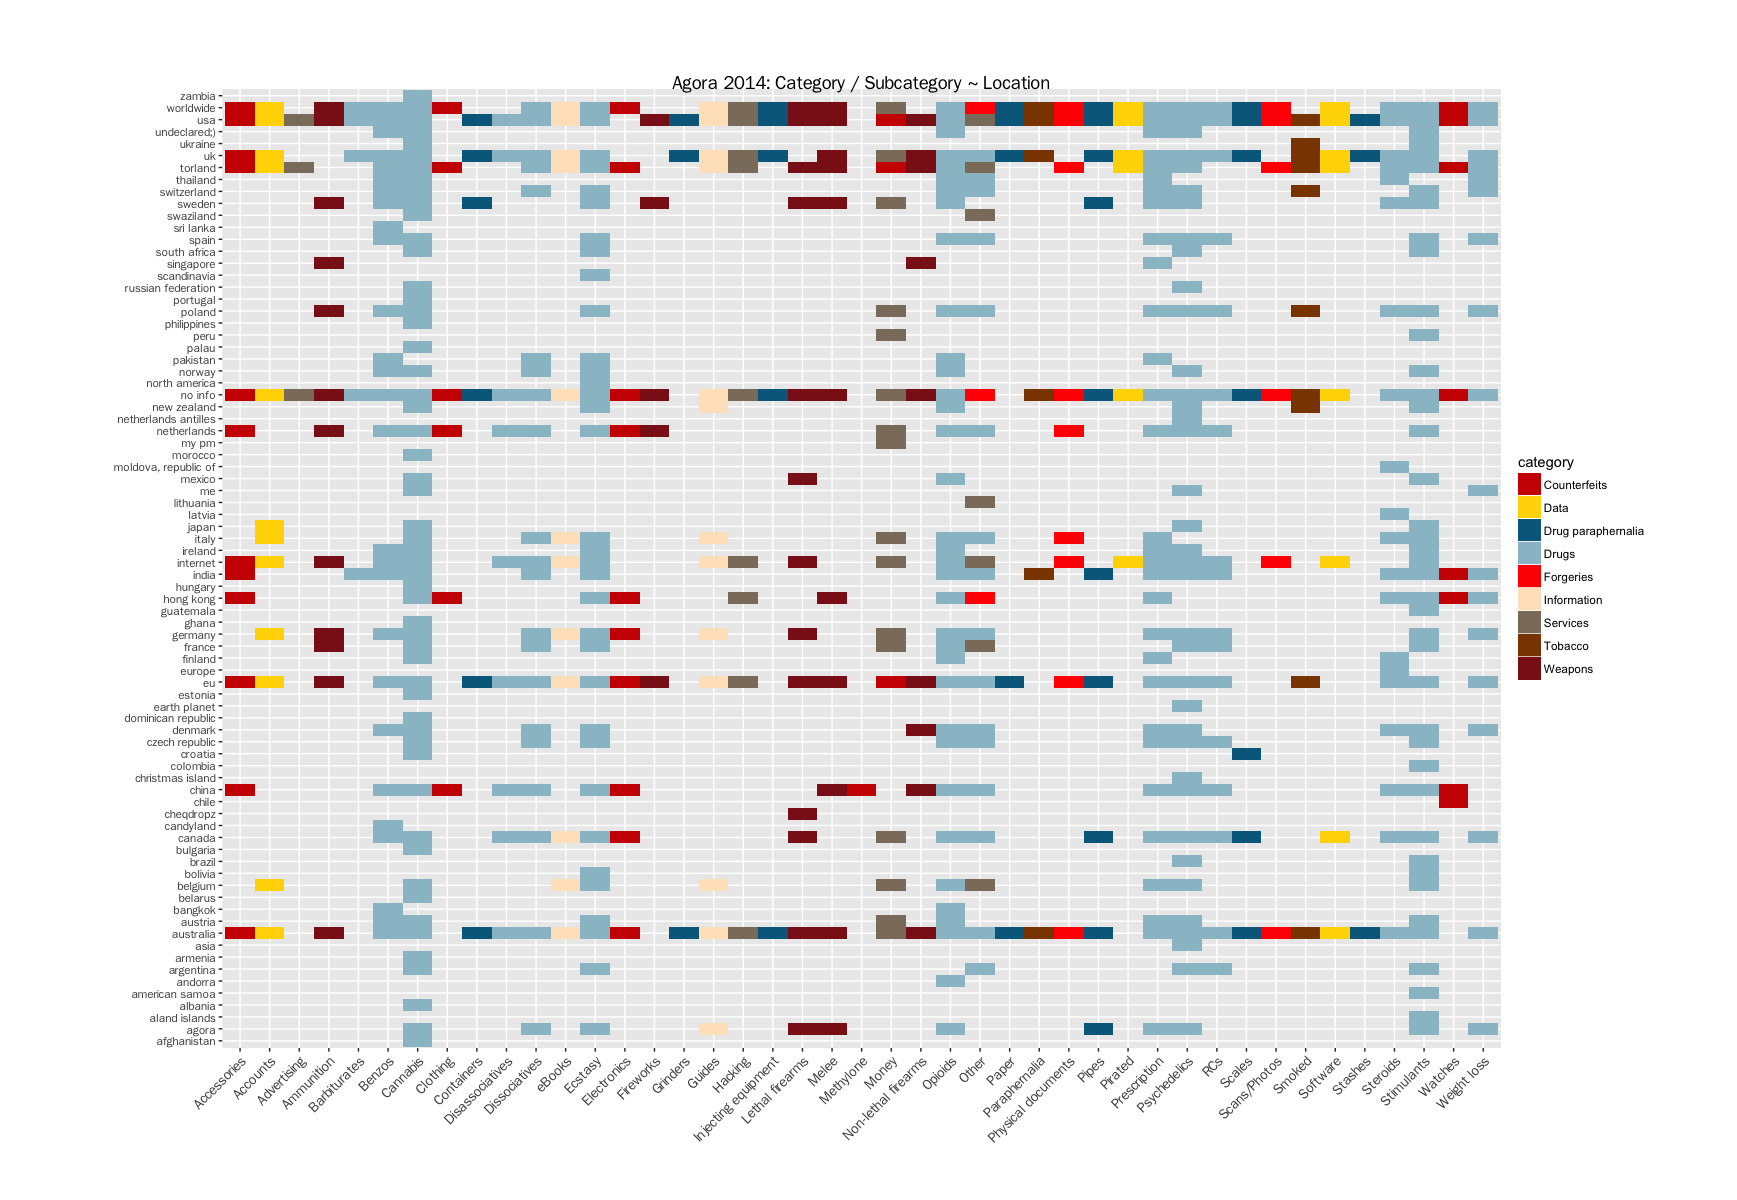 Agora 2014: Category / Subcategory ~ Location
zambia
worldwide
usa
undeclared;)
ukraine
uk
torland
thailand
switzerland
sweden
swaziland
sri lanka
spain
south africa
singapore
scandinavia
russian federation
portugal
poland
philippines
peru
palau
pakistan
norway
north america
no info
new zealand
netherlands antilles
netherlands
my pm
morocco
moldova, republic of
mexico
me
lithuania
latvia
japan
italy
ireland
internet
india
hungary
hong kong
guatemala
ghana
germany
france
finland
europe
eu
estonia
earth planet
dominican republic
denmark
czech republic
croatia
colombia
christmas island
china
chile
cheqdropz
candyland
canada
bulgaria
brazil
bolivia
belgium
belarus
bangkok
austria
australia
asia
armenia
argentina
andorra
american samoa
albania
aland islands
agora
afghanistan
Accessories
Accounts
Advertising
Ammunition
Barbiturates
Benzos
Cannabis
Clothing
Containers
Disassociatives
Dissociatives
eBooks
Ecstasy
Electronics
Fireworks
Grinders
Guides
Hacking
Injecting equipment
Lethal firearms
Melee
Methylone
Money
Non-lethal firearms
Opioids
Other
Paper
Paraphernalia
Physical documents
Pipes
Pirated
Prescription
Psychedelics
RCs
Scales
Scans/Photos
Smoked
Software
Stashes
Steroids
Stimulants
Watches
Weight loss
category
Counterfeits
Data
Drug paraphernalia
Drugs
Forgeries
Information
Services
Tobacco
Weapons